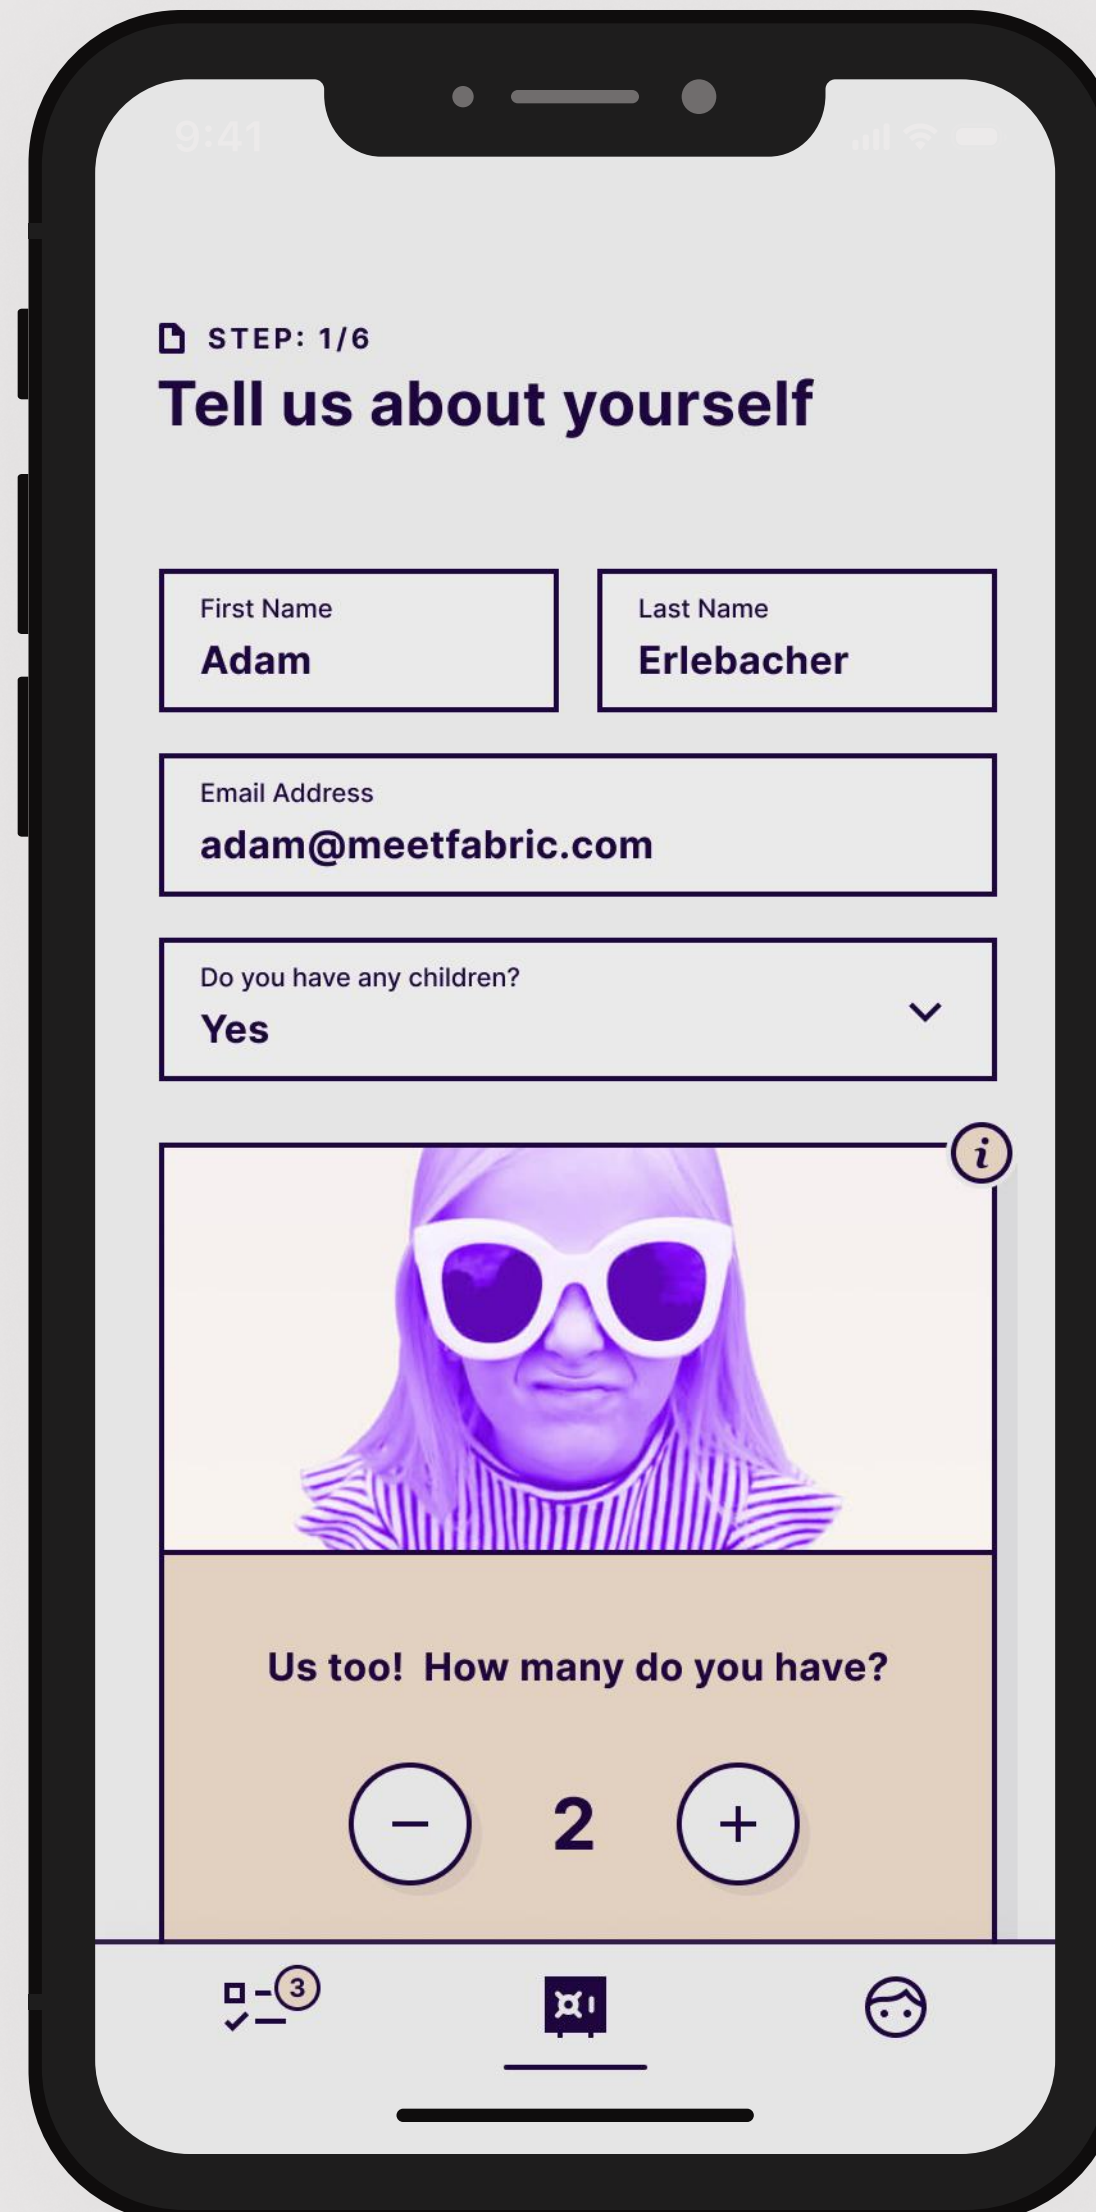 9:41
STEP: 1/6
Tell us about yourself
First Name
Adam
Last Name
Erlebacher
Email Address
adam@meetfabric.com
Do you have any children?
Yes
i
Us too! How many do you have?
2
3